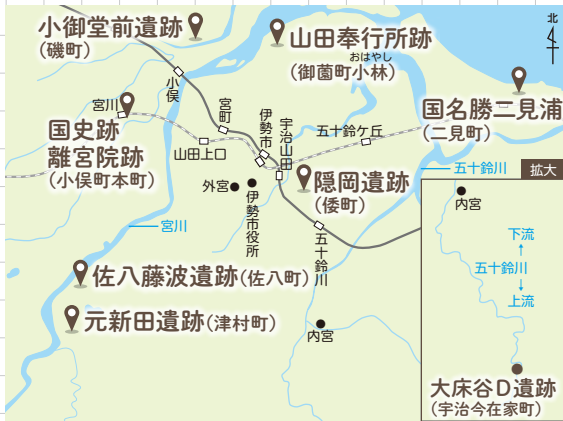 小御堂前遺跡
(磯町)
山田奉行所跡
おばやし
(御薗町小林)
北
国名勝二見浦
(二見町)
小俣
宮川
国史跡
離宮院跡
(小俣町本町)
宮町
山田上口
伊勢市
宇治山田
五十鈴ケ丘
外宮
伊勢市役所
隠岡遺跡
(倭町)
五十鈴川
宮川
五十鈴川
佐八藤波遺跡(佐八町)
元新田遺跡(津村町)
内宮
拡大
内宮
下流
五十鈴川
上流
大床谷D遺跡
(宇治今在家町)